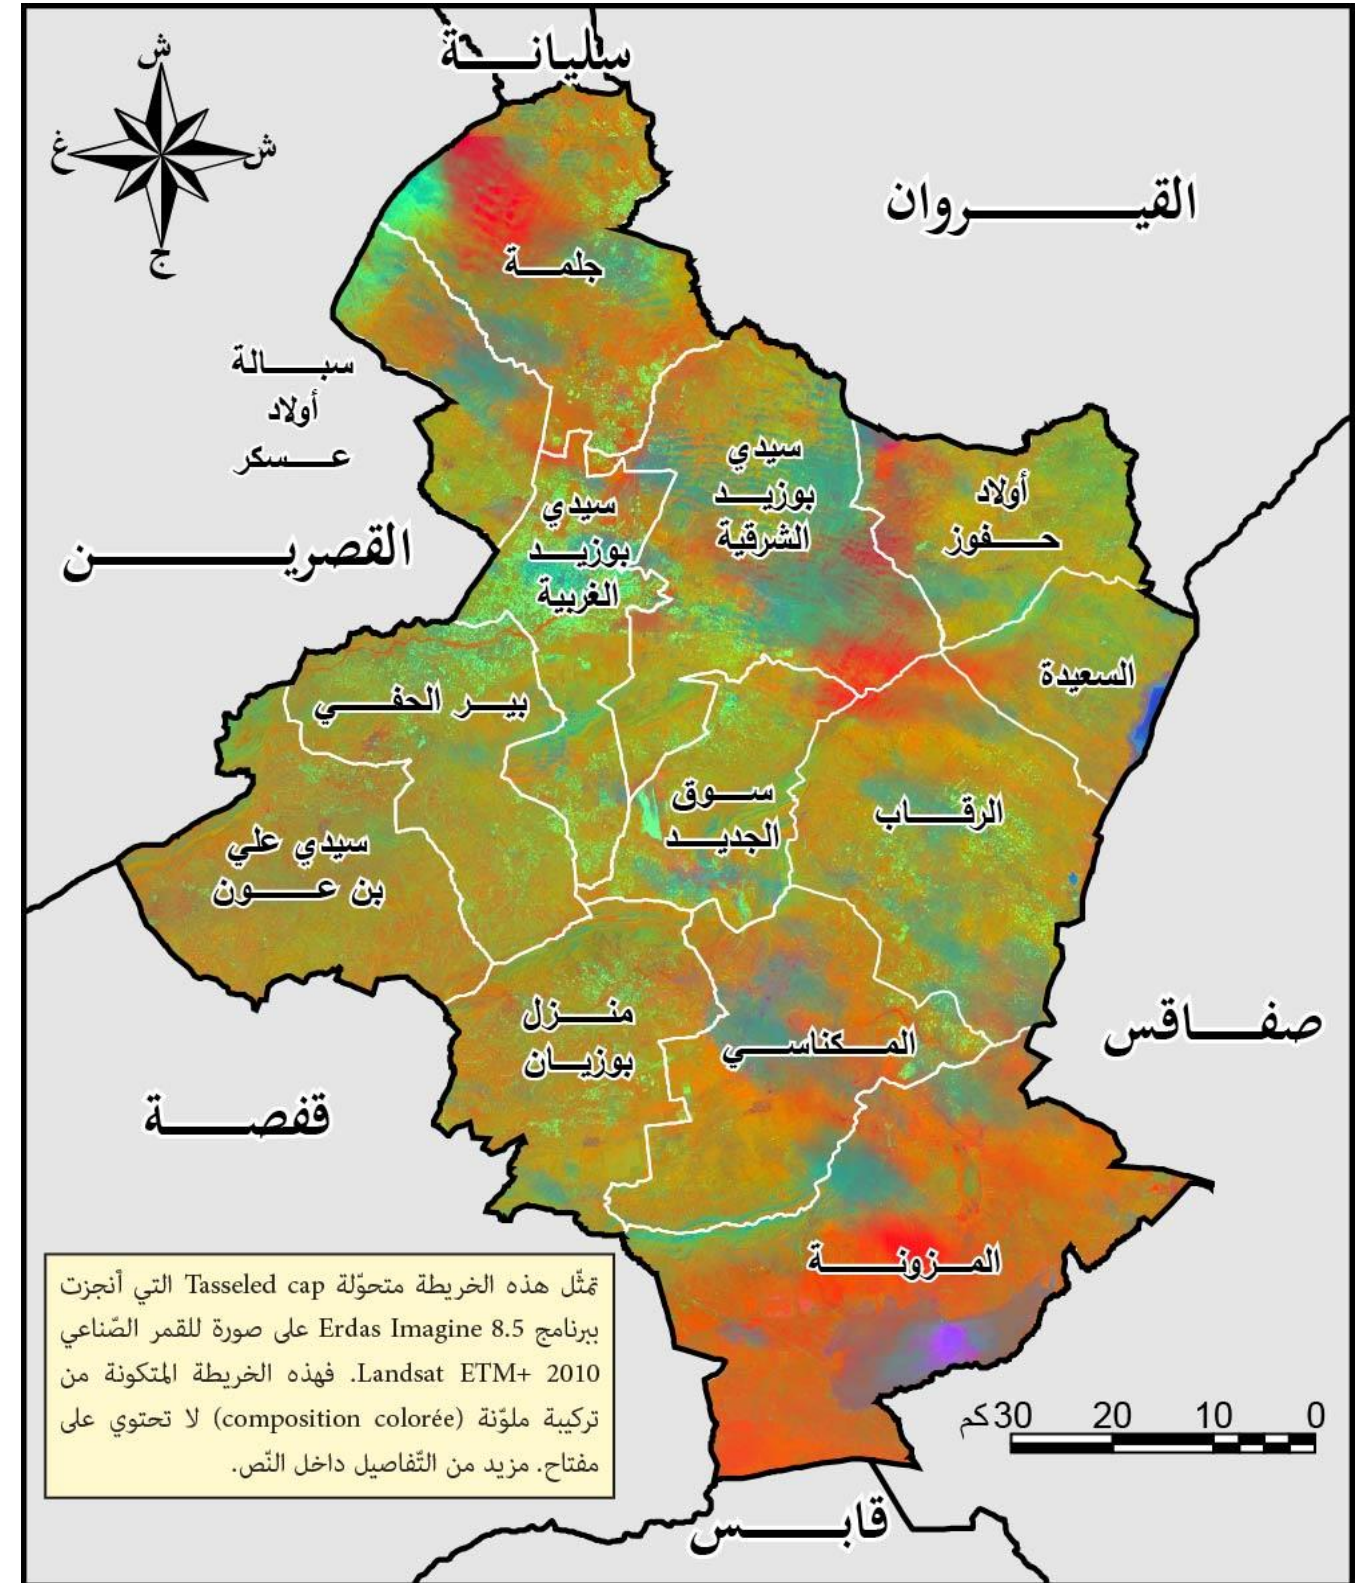 سليانة
ش
غ
ش
ج
القيروان
جلمة
سبالة
أولاد
عسكر
سيدي
بوزيد
الشرقية
أولاد
حفوز
سيدي
بوزيد
الغربية
القصرين
السعيدة
بير الحفي
سوق
الجديد
الرقاب
سيدي علي
بن عون
منزل
بوزيان
المكناسي
صفاقس
قفصة
المزونة
تمثّل هذه الخريطة متحوّلة Tasseled cap التي أنجزت
ببرنامج Erdas Imagine 8.5 على صورة للقمر الصّناعي
Landsat ETM+ 2010. فهذه الخريطة المتكونة من
تركيبة ملوّنة (composition colorée) لا تحتوي على
مفتاح. مزيد من التّفاصيل داخل النّص.
كم 30 20 10 0
قابس